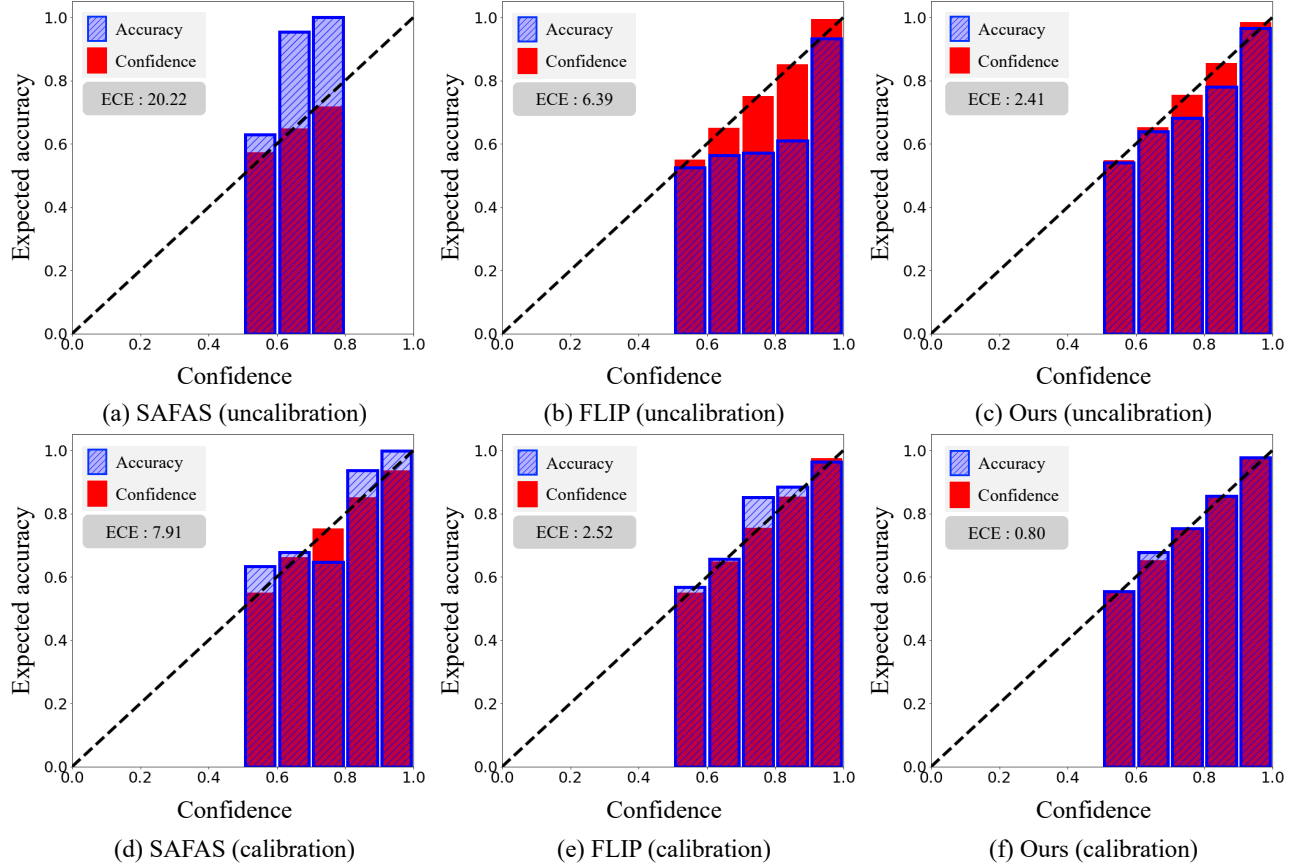 1.0
0.8
0.6
0.4
0.2
0.0
Expected accuracy
Accuracy
Confidence
ECE : 20.22
0.0 0.2 0.4 0.6 0.8 1.0
Confidence
(a) SAFAS (uncalibration)
1.0
0.8
0.6
0.4
0.2
0.0
Expected accuracy
Accuracy
Confidence
ECE : 6.39
0.0 0.2 0.4 0.6 0.8 1.0
Confidence
(b) FLIP (uncalibration)
1.0
0.8
0.6
0.4
0.2
0.0
Expected accuracy
Accuracy
Confidence
ECE : 2.41
0.0 0.2 0.4 0.6 0.8 1.0
Confidence
(c) Ours (uncalibration)
1.0
0.8
0.6
0.4
0.2
0.0
Expected accuracy
Accuracy
Confidence
ECE : 7.91
0.0 0.2 0.4 0.6 0.8 1.0
Confidence
(d) SAFAS (calibration)
1.0
0.8
0.6
0.4
0.2
0.0
Expected accuracy
Accuracy
Confidence
ECE : 2.52
0.0 0.2 0.4 0.6 0.8 1.0
Confidence
(e) FLIP (calibration)
1.0
0.8
0.6
0.4
0.2
0.0
Expected accuracy
Accuracy
Confidence
ECE : 0.80
0.0 0.2 0.4 0.6 0.8 1.0
Confidence
(f) Ours (calibration)